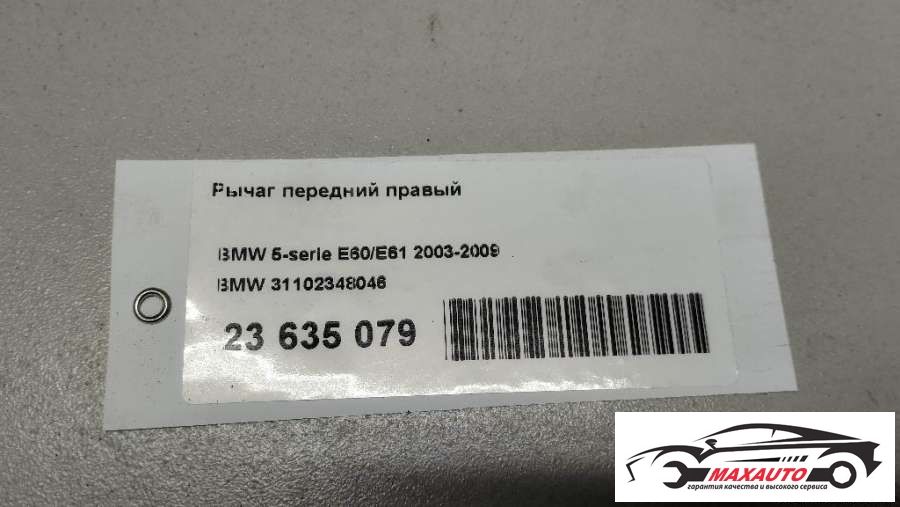 Рычаг передний правый
BMW 5-serie E60/E61 2003-2009
BMW 31102348046
23 635 079
MAXAUTO
гарантия качества и высокого сервиса